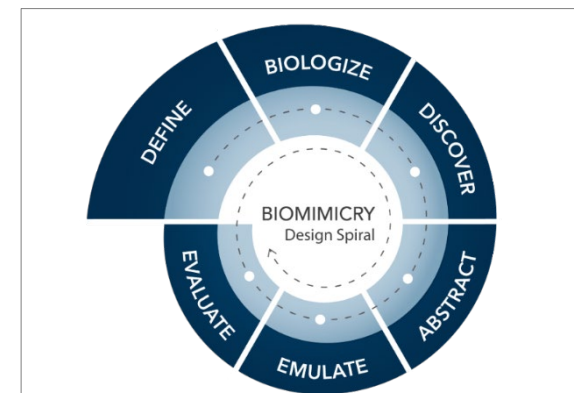 DEFINE
BIOLOGIZE
DISCOVER
ABSTRACT
EMULATE
EVALUATE
BIOMIMICRY
Design Spiral